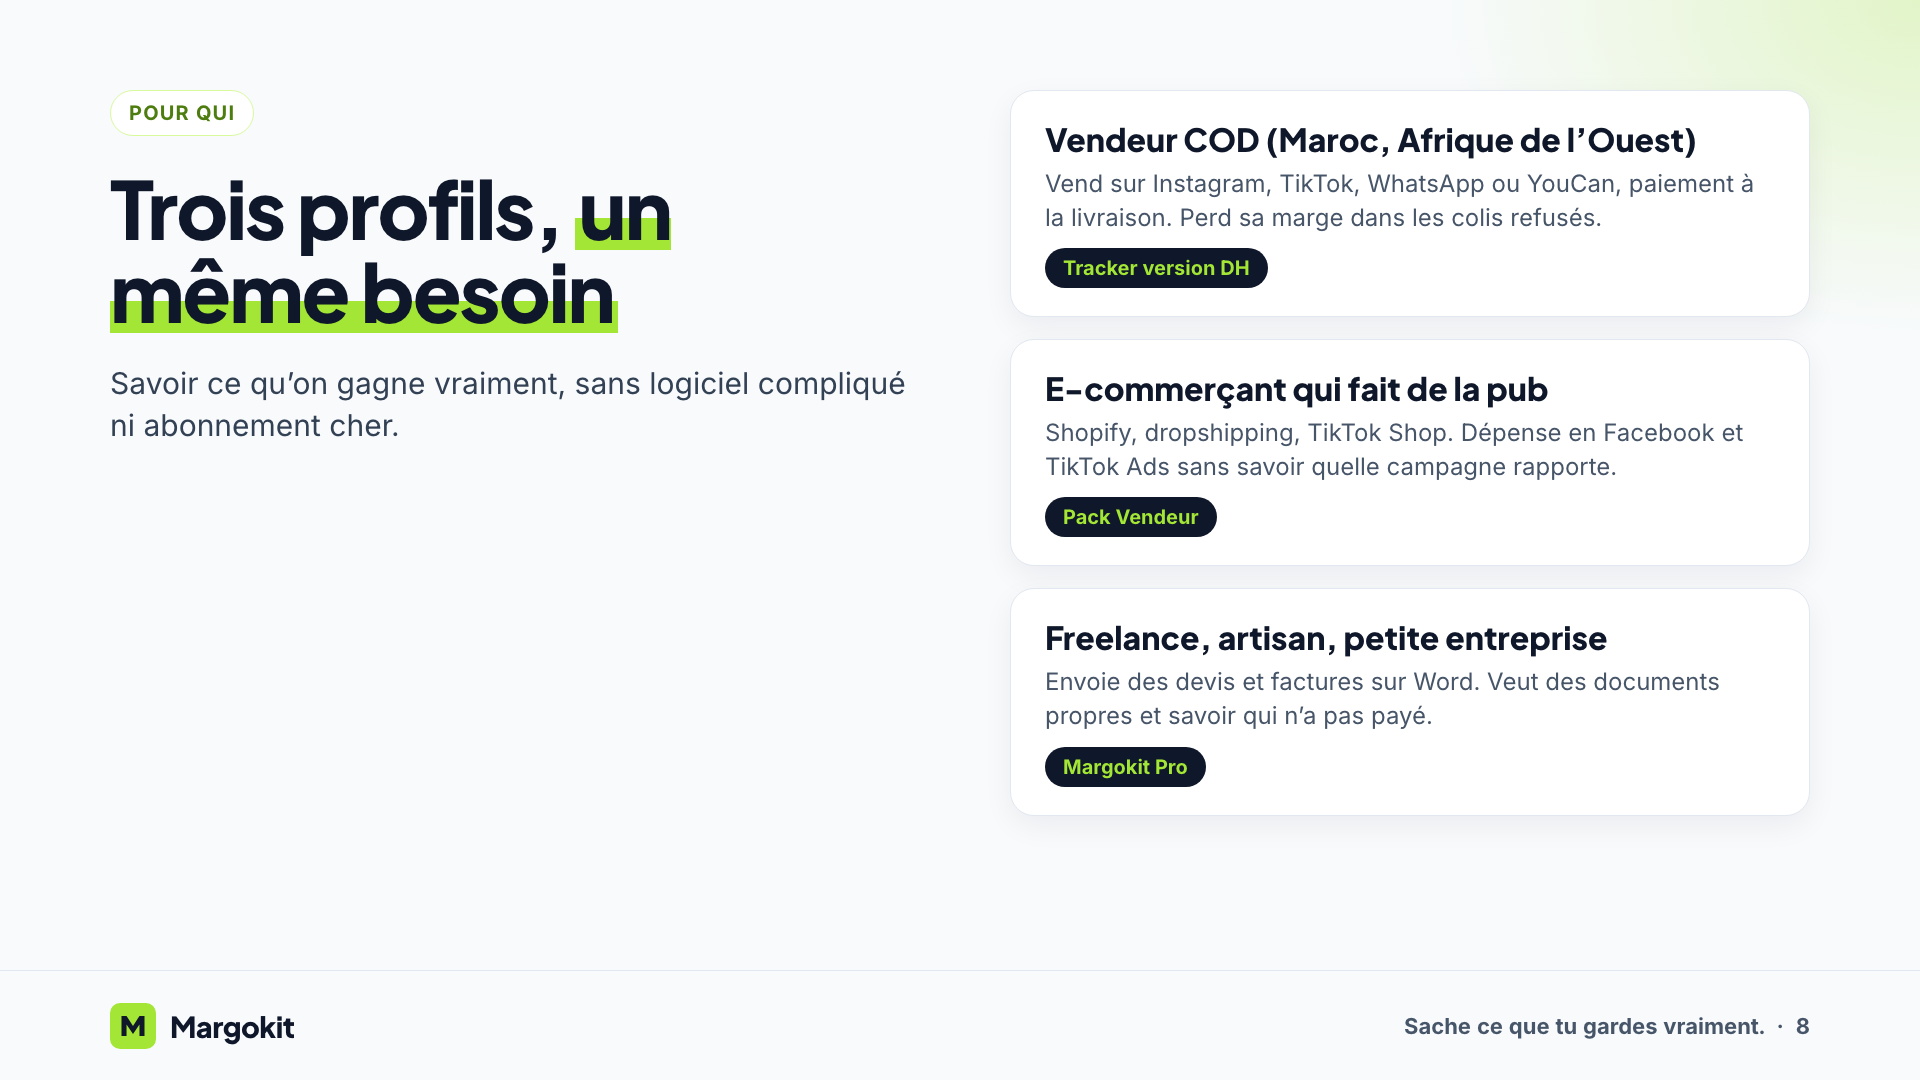 POUR QUI
Trois profils, un
même besoin
Savoir ce qu’on gagne vraiment, sans logiciel compliqué
ni abonnement cher.
Vendeur COD (Maroc, Afrique de l’Ouest)
Vend sur Instagram, TikTok, WhatsApp ou YouCan, paiement à
la livraison. Perd sa marge dans les colis refusés.
Tracker version DH
E-commerçant qui fait de la pub
Shopify, dropshipping, TikTok Shop. Dépense en Facebook et
TikTok Ads sans savoir quelle campagne rapporte.
Pack Vendeur
Freelance, artisan, petite entreprise
Envoie des devis et factures sur Word. Veut des documents
propres et savoir qui n’a pas payé.
Margokit Pro
M Margokit
Sache ce que tu gardes vraiment. · 8